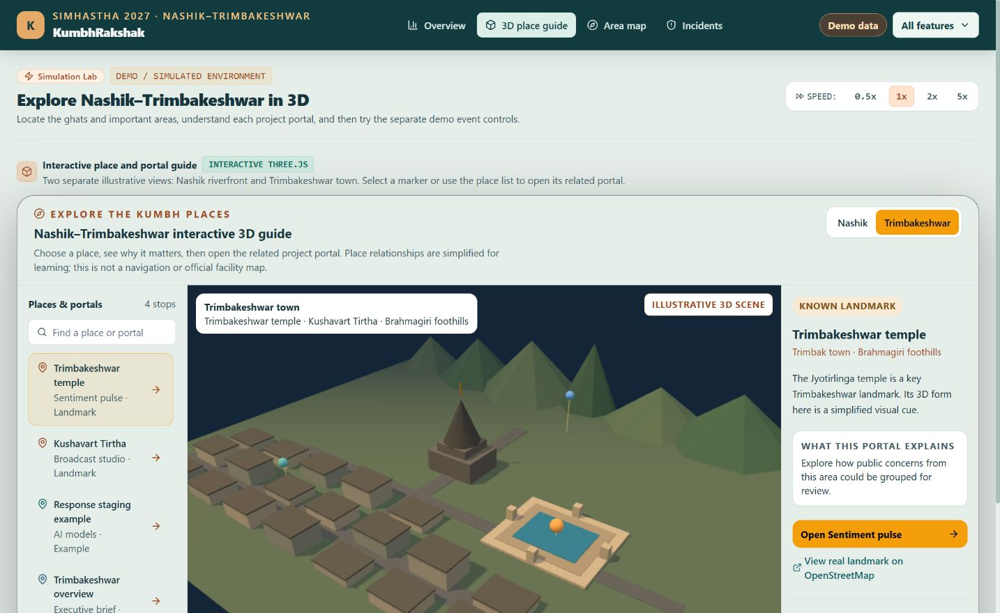 K
SIMHASTHA 2027 · NASHIK–TRIMBAKESHWAR
KumbhRakshak
Overview
3D place guide
Area map
Incidents
Demo data
All features
Simulation Lab
DEMO / SIMULATED ENVIRONMENT
Explore Nashik–Trimbakeshwar in 3D
Locate the ghats and important areas, understand each project portal, and then try the separate demo event controls.
SPEED:
0.5x
1x
2x
5x
Interactive place and portal guide
INTERACTIVE THREE.JS
Two separate illustrative views: Nashik riverfront and Trimbakeshwar town. Select a marker or use the place list to open its related portal.
EXPLORE THE KUMBH PLACES
Nashik–Trimbakeshwar interactive 3D guide
Choose a place, see why it matters, then open the related project portal. Place relationships are simplified for
learning; this is not a navigation or official facility map.
Nashik
Trimbakeshwar
Places & portals
4 stops
Find a place or portal
Trimbakeshwar
temple
Sentiment pulse ·
Landmark
Kushavart Tirtha
Broadcast studio ·
Landmark
Response staging
example
AI models ·
Example
Trimbakeshwar
overview
Executive brief ·
Trimbakeshwar town
Trimbakeshwar temple · Kushavart Tirtha · Brahmagiri foothills
ILLUSTRATIVE 3D SCENE
KNOWN LANDMARK
Trimbakeshwar temple
Trimbak town · Brahmagiri foothills
The Jyotirlinga temple is a key
Trimbakeshwar landmark. Its 3D form
here is a simplified visual cue.
WHAT THIS PORTAL EXPLAINS
Explore how public concerns from
this area could be grouped for
review.
Open Sentiment pulse
View real landmark on
OpenStreetMap